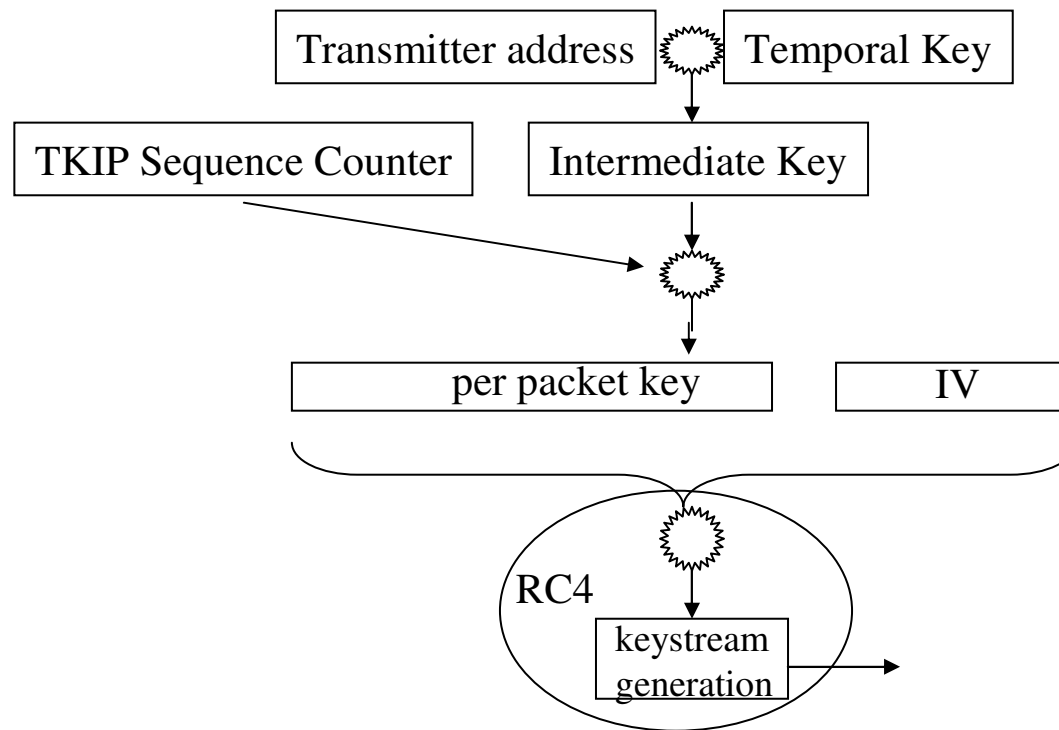 Transmitter address
Temporal Key
TKIP Sequence Counter
Intermediate Key
per packet key
IV
RC4
keystream
generation